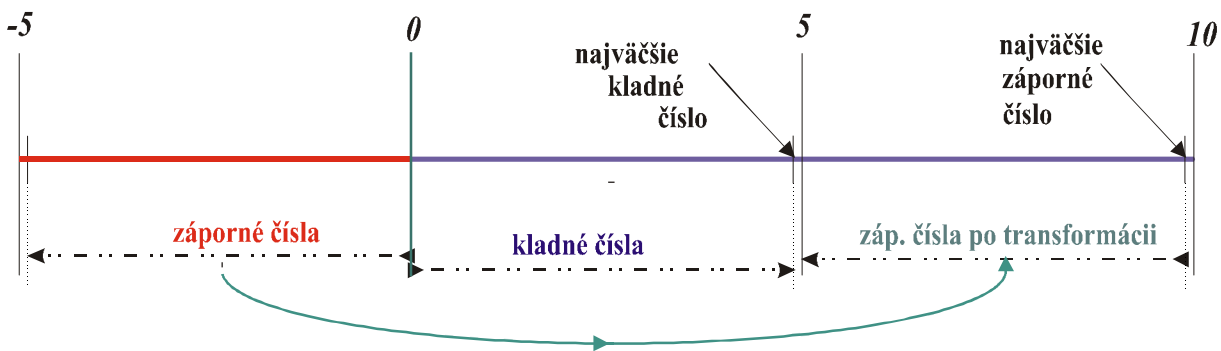 -5
0
5
10
najväčšie
kladné
číslo
najväčšie
záporné
číslo
-
záporné čísla
kladné čísla
záp. čísla po transformácii